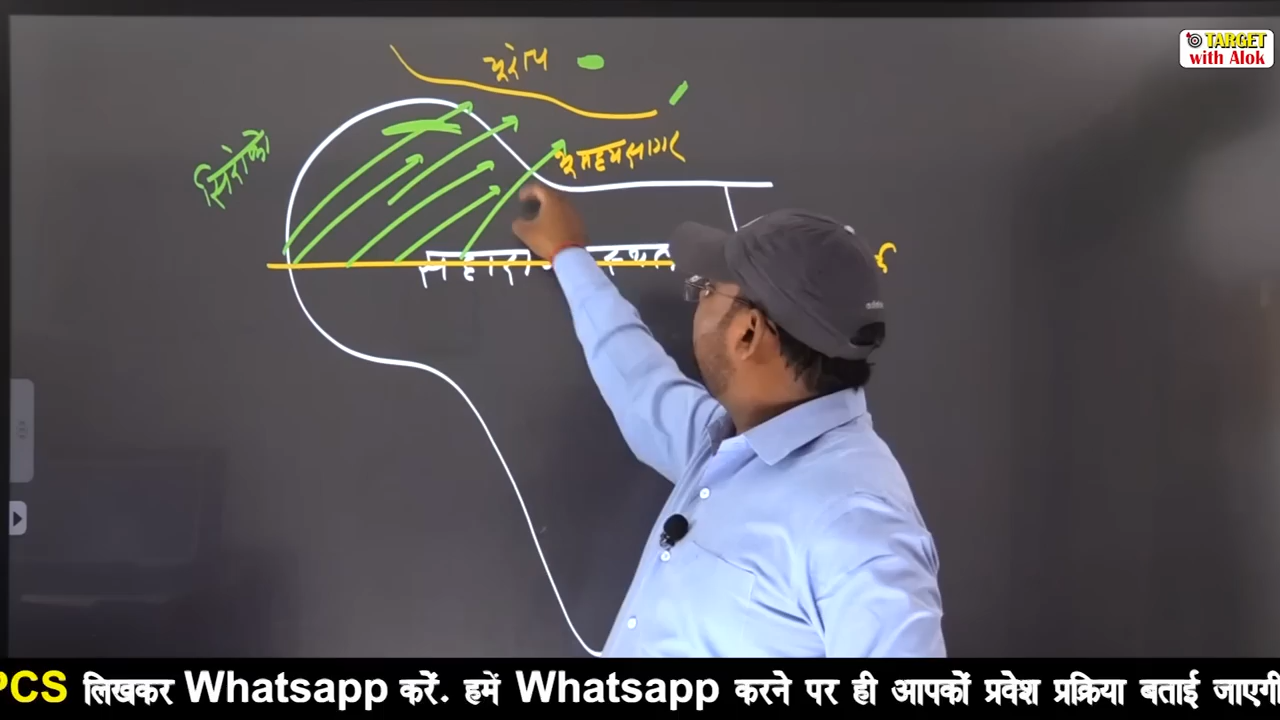 TARGET
with Alok
यूरोप
सिरोको
भूमध्यसागर
सहारा
PCS लिखकर Whatsapp करें. हमें Whatsapp करने पर ही आपकों प्रवेश प्रक्रिया बताई जाएगी